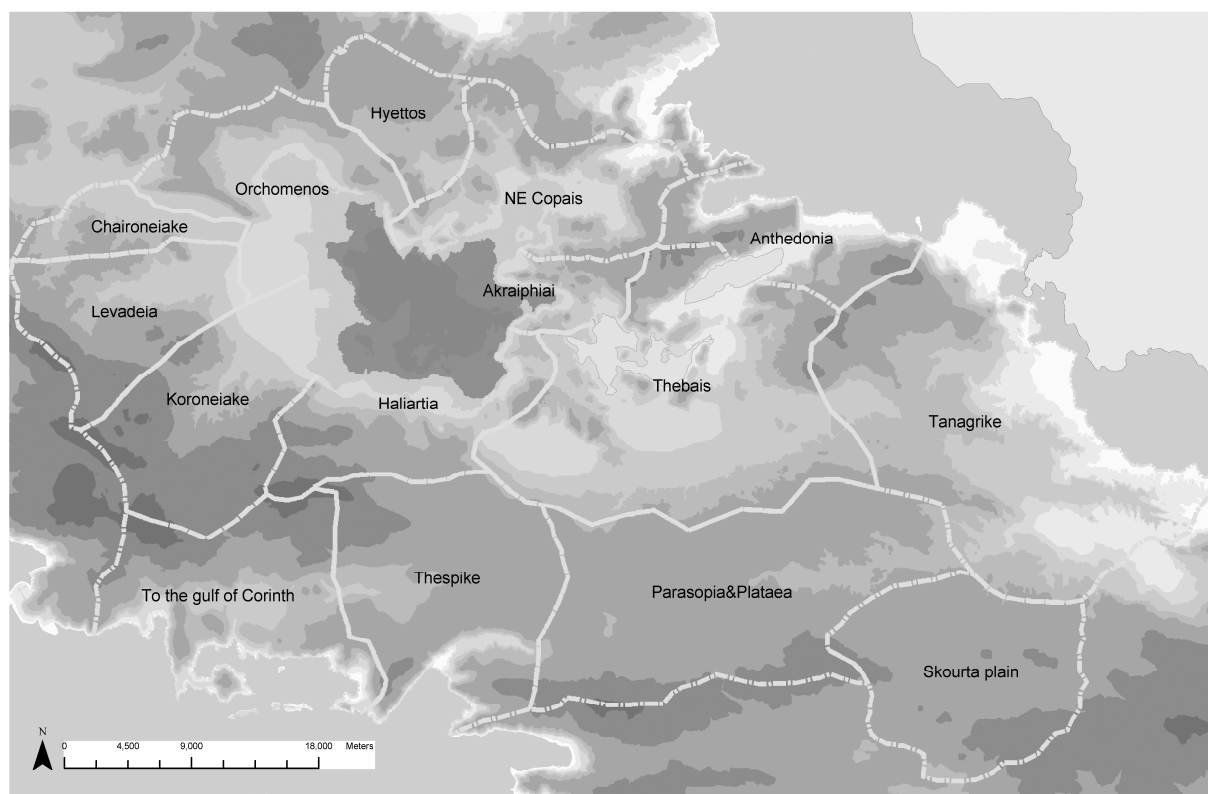 Hyettos
Orchomenos
NE Copais
Chaironeiake
Anthedonia
Akraiphiai
Levadeia
Thebais
Koroneiake
Haliartia
Tanagrike
Thespike
Parasopia&Plataea
To the gulf of Corinth
Skourta plain
N
0 4,500 9,000 18,000 Meters